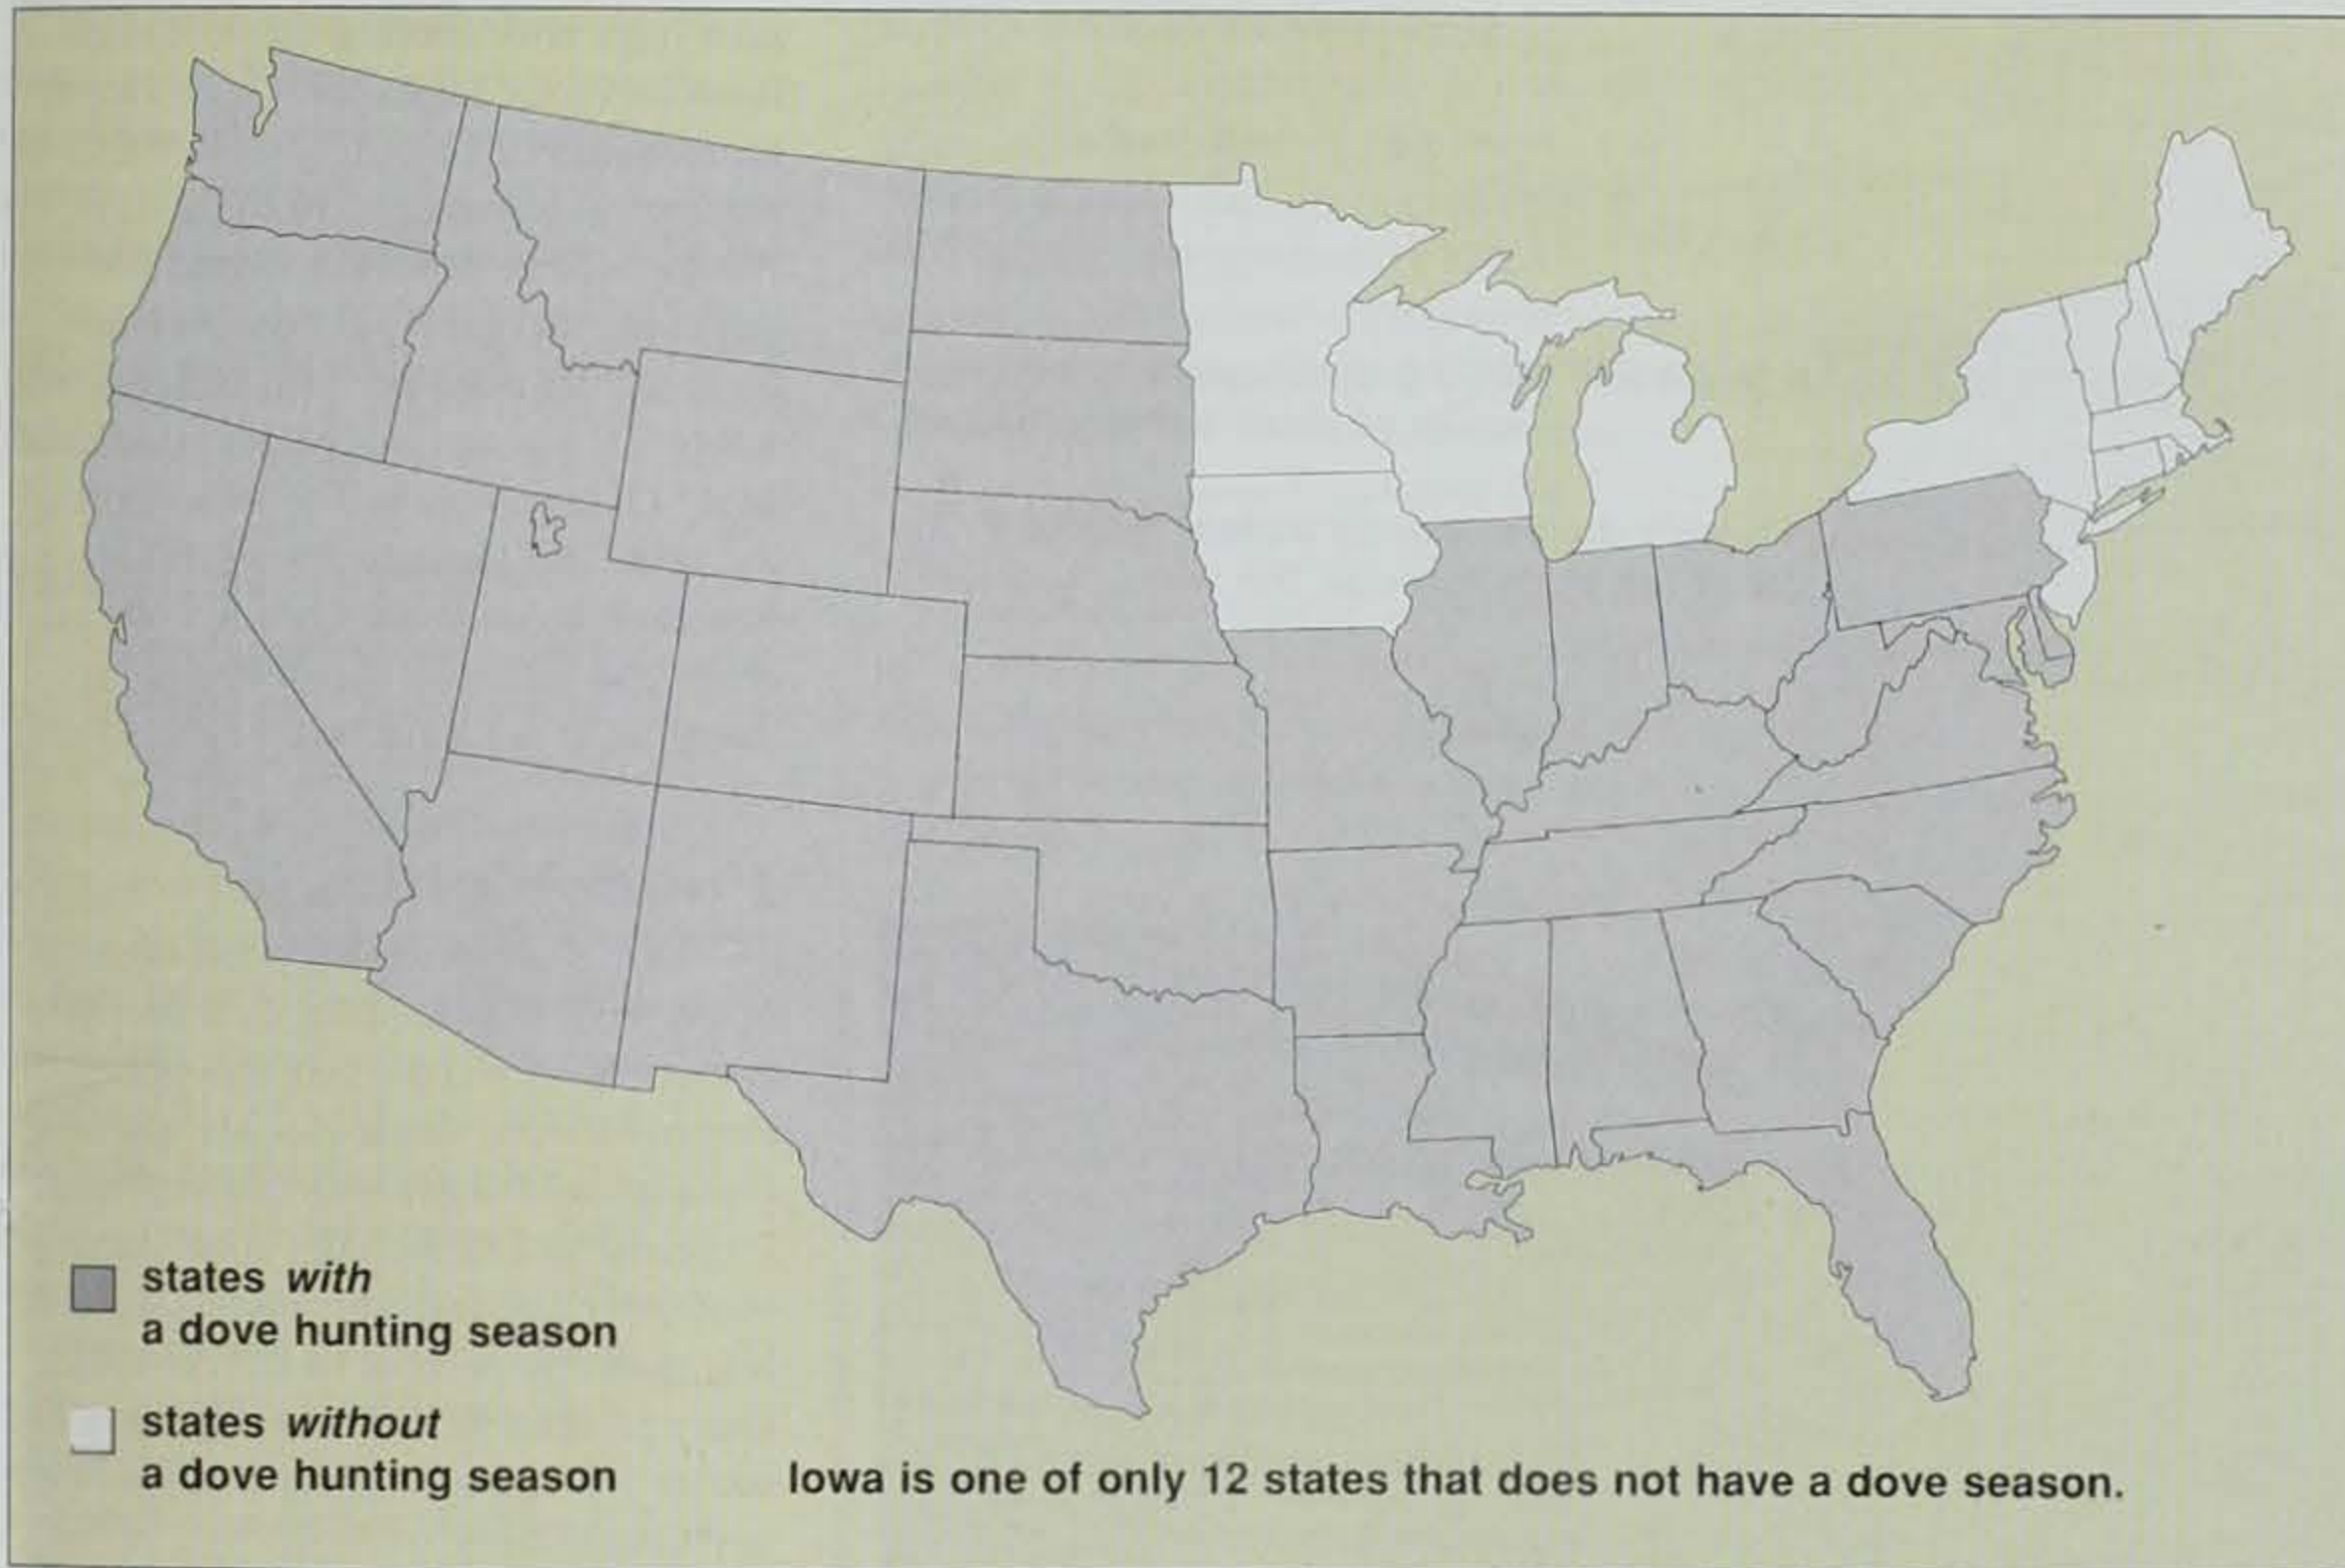 states with
a dove hunting season
states without
a dove hunting season
Iowa is one of only 12 states that does not have a dove season.